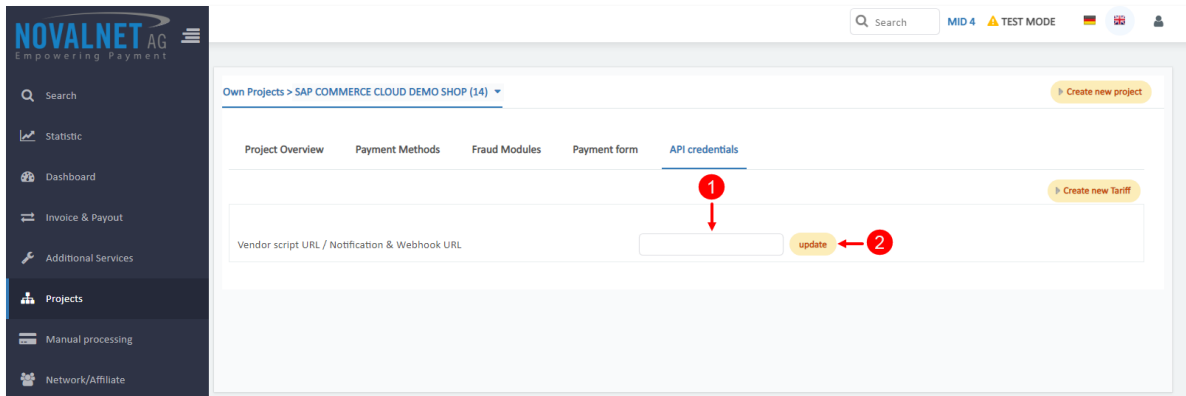 NOVALNET AG
Empowering Payment
Search
MID 4
TEST MODE
Search
Statistic
Dashboard
Invoice & Payout
Additional Services
Projects
Manual processing
Network/Affiliate
Own Projects > SAP COMMERCE CLOUD DEMO SHOP (14)
Create new project
Project Overview
Payment Methods
Fraud Modules
Payment form
API credentials
1
Create new Tariff
Vendor script URL / Notification & Webhook URL
update
2